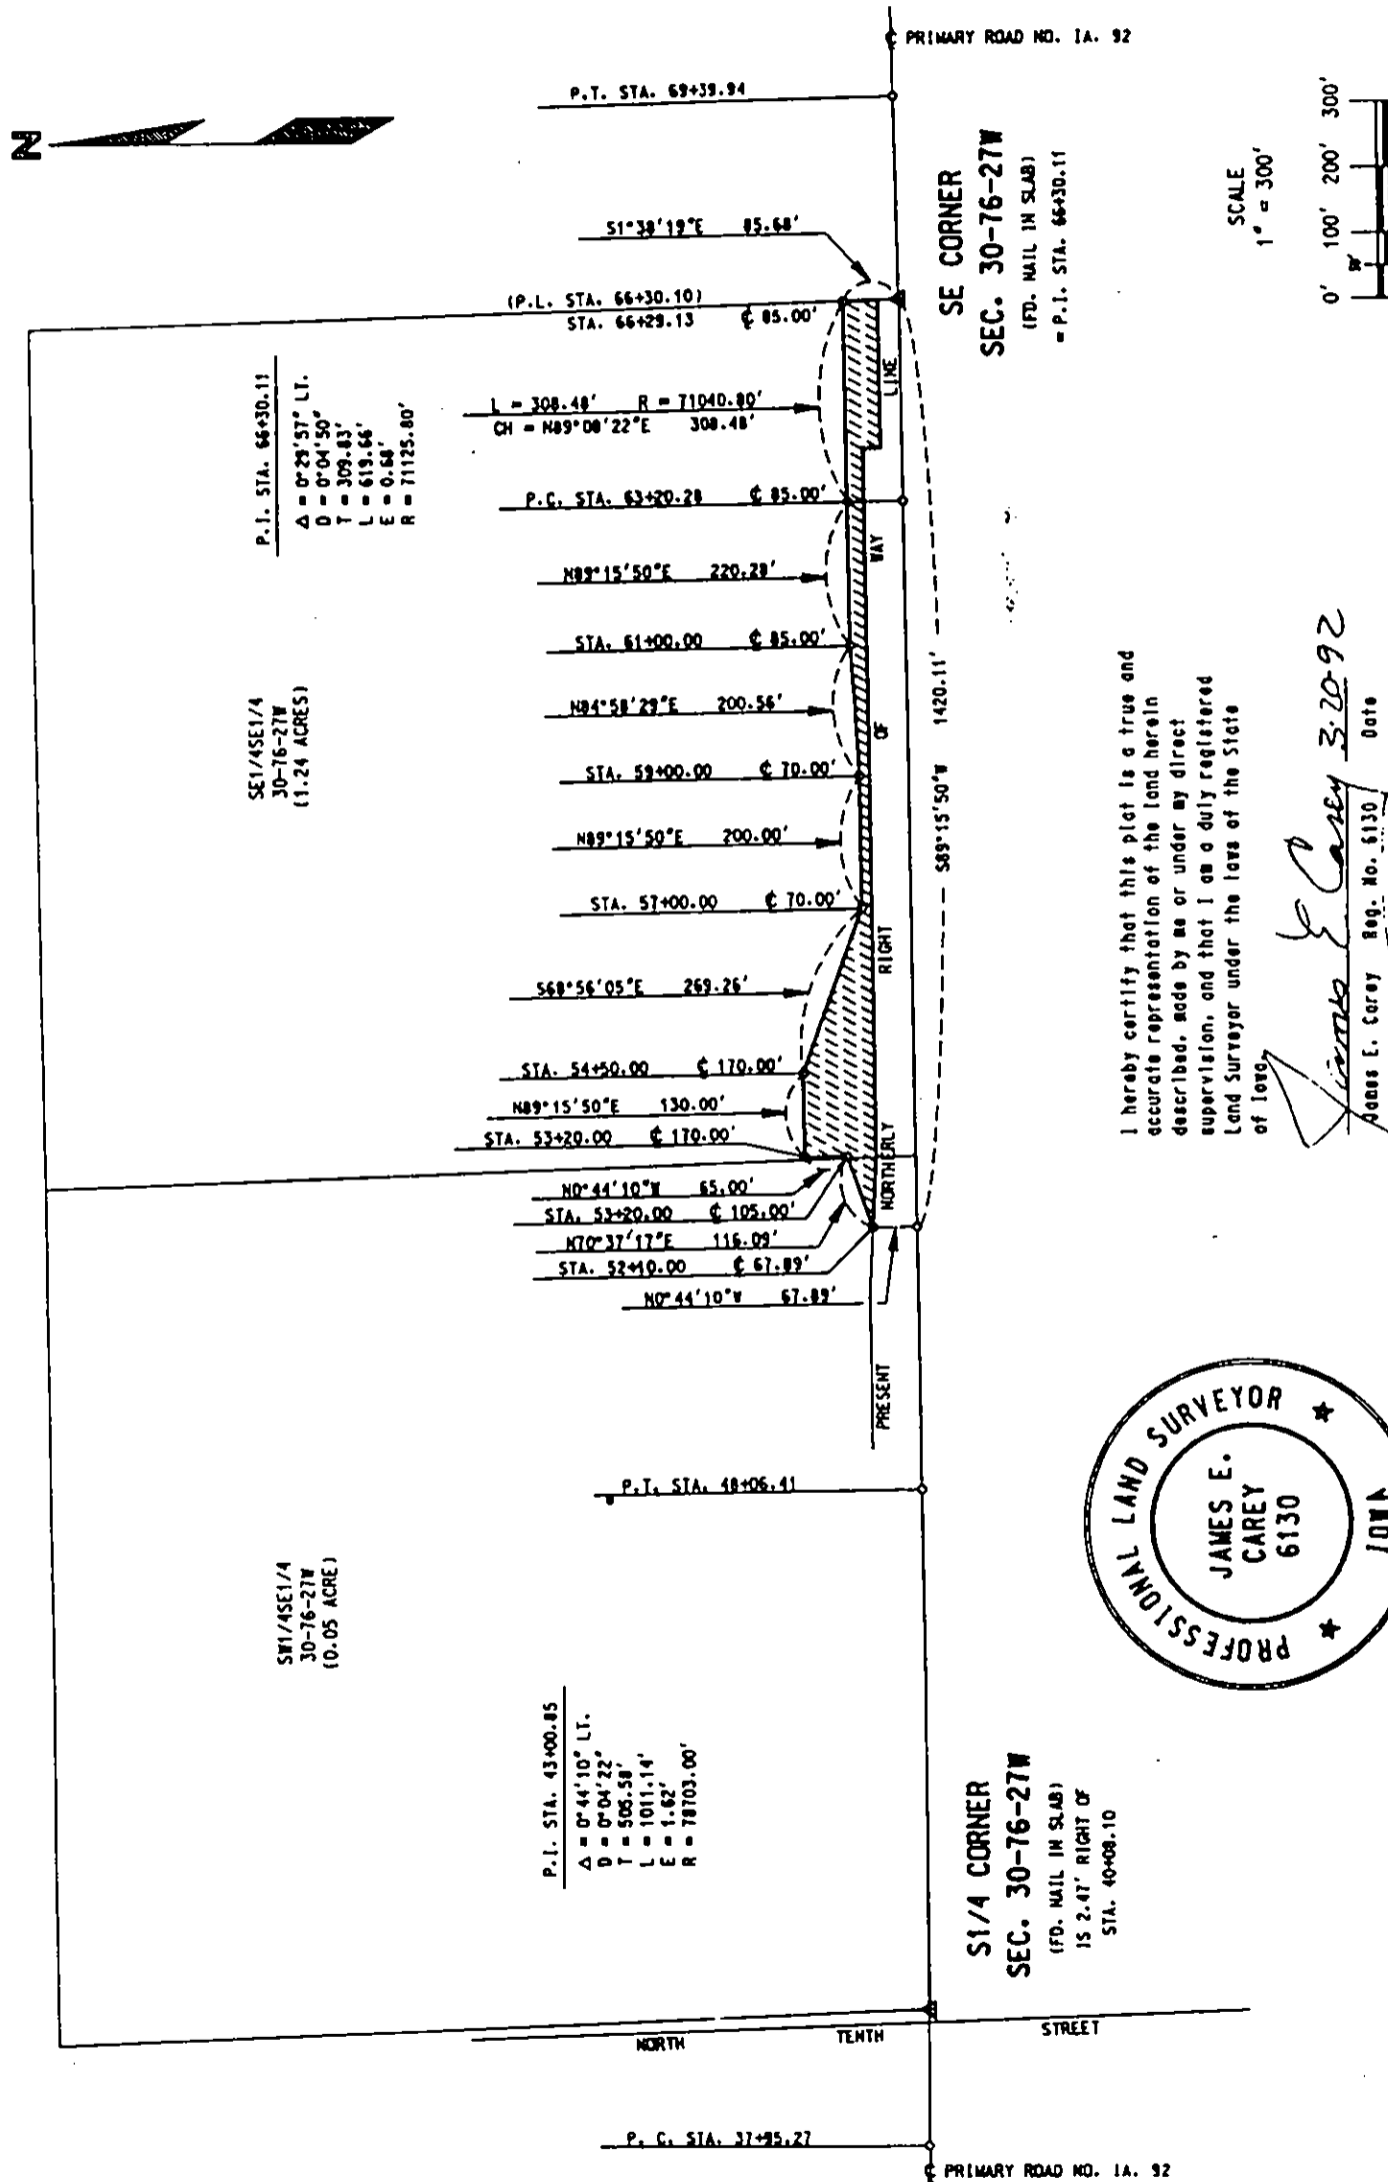 N
₵ PRIMARY ROAD NO. IA. 92
P.T. STA. 69+39.94
S1°38'19"E 85.68'
(P.L. STA. 66+30.10)
STA. 66+29.13 ₵ 85.00'
SE CORNER
SEC. 30-76-27W
(FD. NAIL IN SLAB)
= P.I. STA. 66+30.11
SCALE
1" = 300'
0' 50' 100' 200' 300'
P.I. STA. 66+30.11
Δ = 0°29'57" LT.
D = 0°04'50"
T = 309.83'
L = 619.66'
E = 0.68'
R = 71125.80'
L = 308.48' R = 71040.80'
CH = N89°08'22"E 308.48'
P.C. STA. 63+20.28 ₵ 85.00'
N89°15'50"E 220.28'
STA. 61+00.00 ₵ 85.00'
N84°58'29"E 200.56'
STA. 59+00.00 ₵ 70.00'
N89°15'50"E 200.00'
STA. 57+00.00 ₵ 70.00'
S68°56'05"E 269.26'
STA. 54+50.00 ₵ 170.00'
N89°15'50"E 130.00'
STA. 53+20.00 ₵ 170.00'
N0°44'10"W 65.00'
STA. 53+20.00 ₵ 105.00'
N70°37'17"E 116.09'
STA. 52+10.00 ₵ 67.89'
N0°44'10"W 67.89'
PRESENT NORTHERLY RIGHT OF WAY LINE
S89°15'50"W 1420.11'
SE1/4SE1/4
30-76-27W
(1.24 ACRES)
SW1/4SE1/4
30-76-27W
(0.05 ACRE)
P.T. STA. 48+06.41
P.I. STA. 43+00.85
Δ = 0°44'10" LT.
D = 0°04'22"
T = 505.58'
L = 1011.14'
E = 1.62'
R = 78703.00'
S1/4 CORNER
SEC. 30-76-27W
(FD. NAIL IN SLAB)
IS 2.47' RIGHT OF
STA. 40+08.10
NORTH TENTH STREET
P. C. STA. 37+95.27
₵ PRIMARY ROAD NO. IA. 92
I hereby certify that this plat is a true and
accurate representation of the land herein
described, made by me or under my direct
supervision, and that I am a duly registered
Land Surveyor under the laws of the State
of Iowa.
James E Carey 3-20-92
James E. Carey Reg. No. 6130 Date
PROFESSIONAL LAND SURVEYOR
JAMES E.
CAREY
6130
IOWA